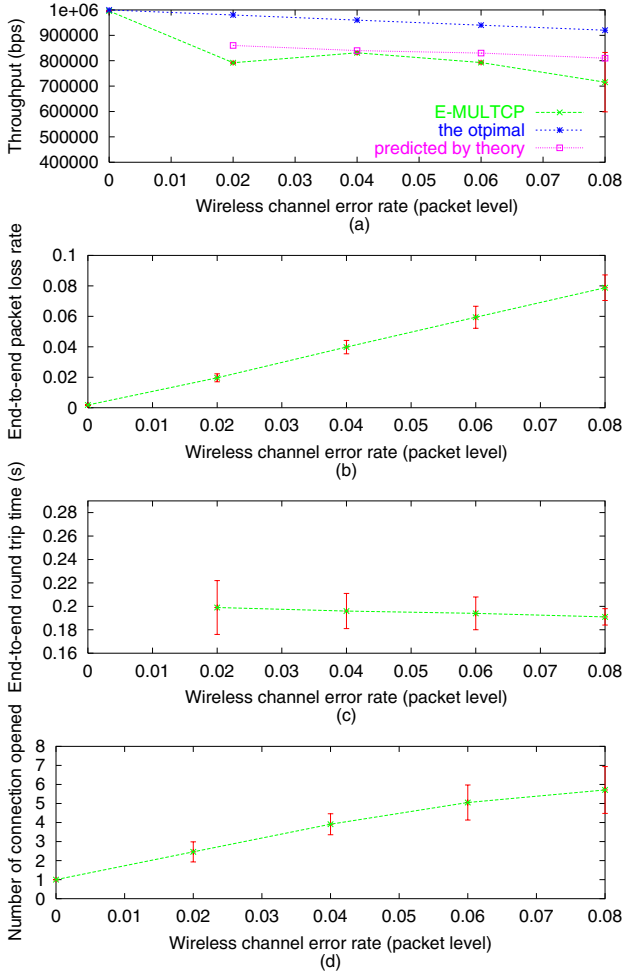 Throughput (bps)
1e+06
900000
800000
700000
600000
500000
400000
E-MULTCP
the otpimal
predicted by theory
0 0.01 0.02 0.03 0.04 0.05 0.06 0.07 0.08
Wireless channel error rate (packet level)
(a)
End-to-end packet loss rate
0.1
0.08
0.06
0.04
0.02
0
0 0.01 0.02 0.03 0.04 0.05 0.06 0.07 0.08
Wireless channel error rate (packet level)
(b)
End-to-end round trip time (s)
0.28
0.26
0.24
0.22
0.2
0.18
0.16
0 0.01 0.02 0.03 0.04 0.05 0.06 0.07 0.08
Wireless channel error rate (packet level)
(c)
Number of connection opened
8
7
6
5
4
3
2
1
0
0 0.01 0.02 0.03 0.04 0.05 0.06 0.07 0.08
Wireless channel error rate (packet level)
(d)